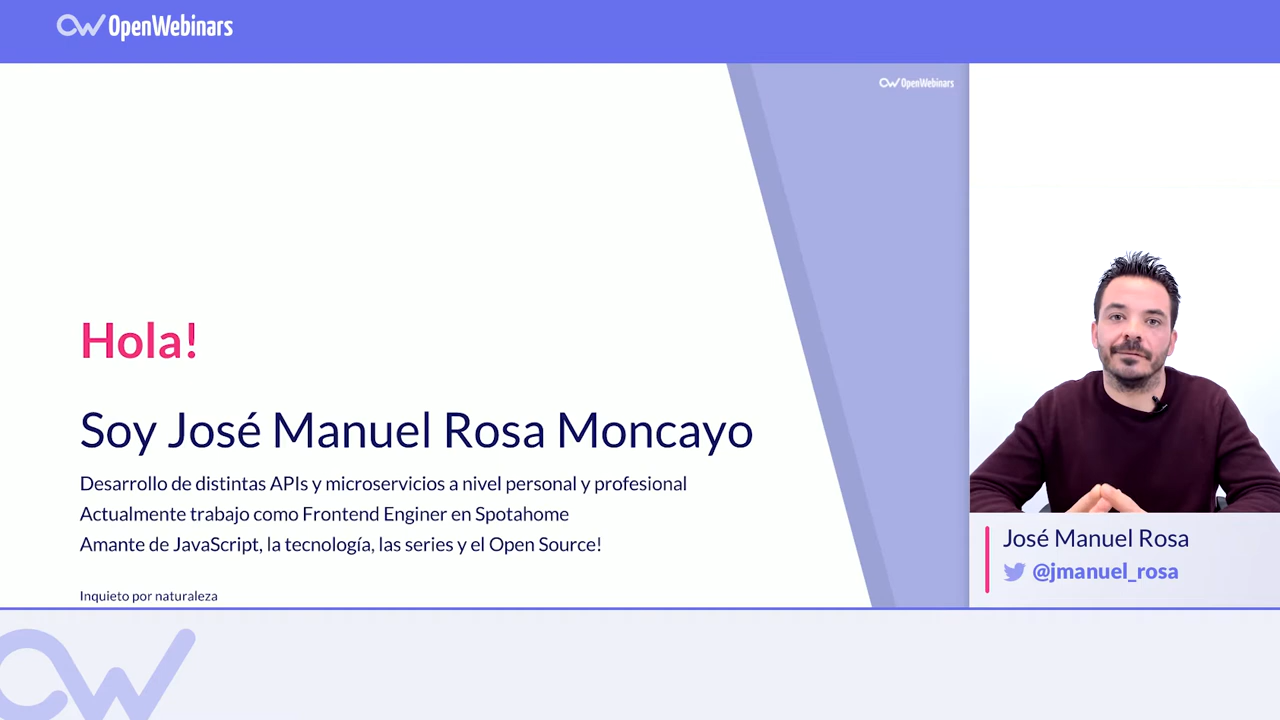 OpenWebinars
OpenWebinars
Hola!
Soy José Manuel Rosa Moncayo
Desarrollo de distintas APIs y microservicios a nivel personal y profesional
Actualmente trabajo como Frontend Enginer en Spotahome
Amante de JavaScript, la tecnología, las series y el Open Source!
Inquieto por naturaleza
José Manuel Rosa
@jmanuel_rosa